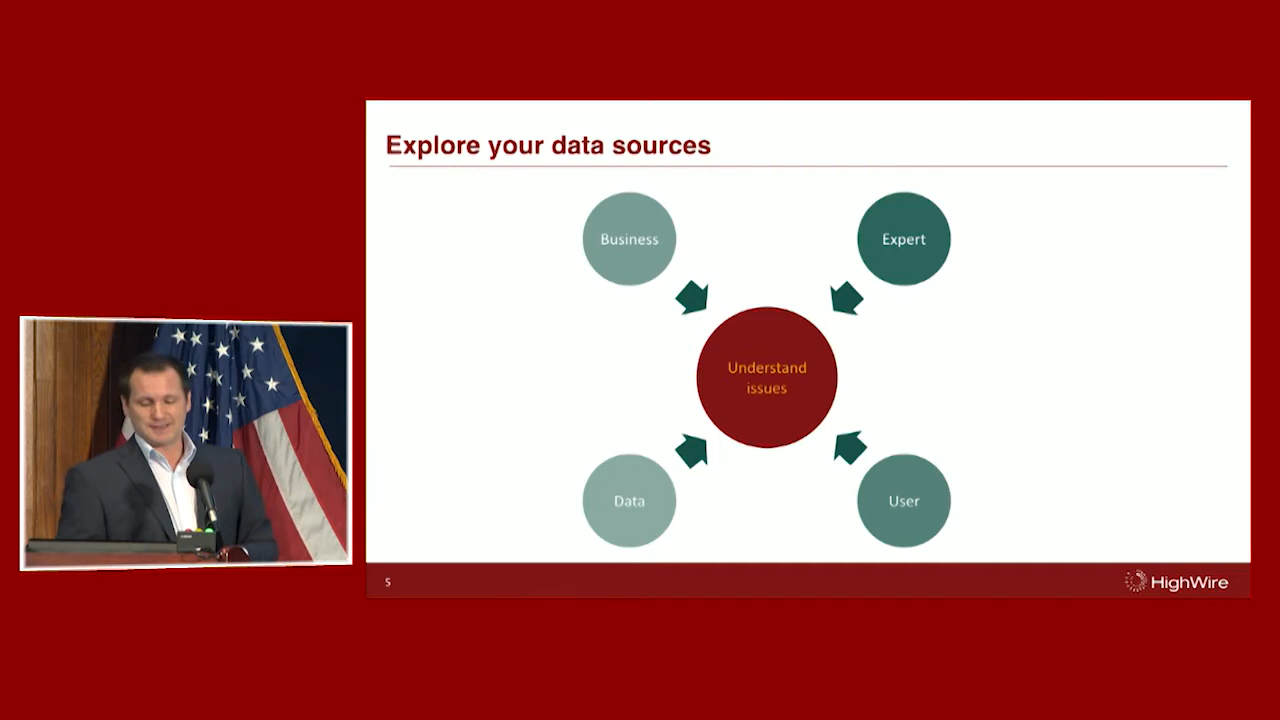 Explore your data sources
Business
Expert
Understand
issues
Data
User
5
HighWire